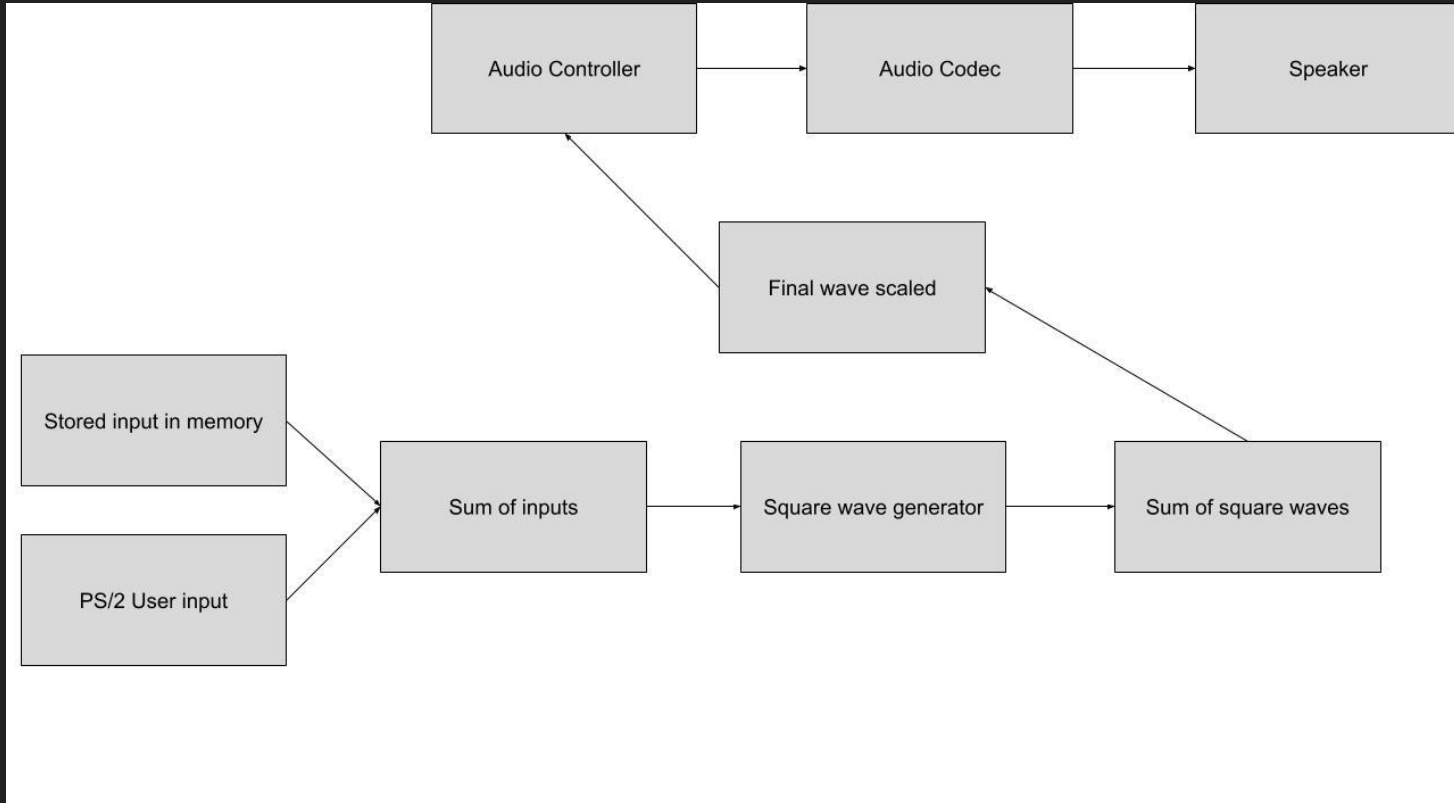 Audio Controller
Audio Codec
Speaker
Final wave scaled
Stored input in memory
Sum of inputs
Square wave generator
Sum of square waves
PS/2 User input